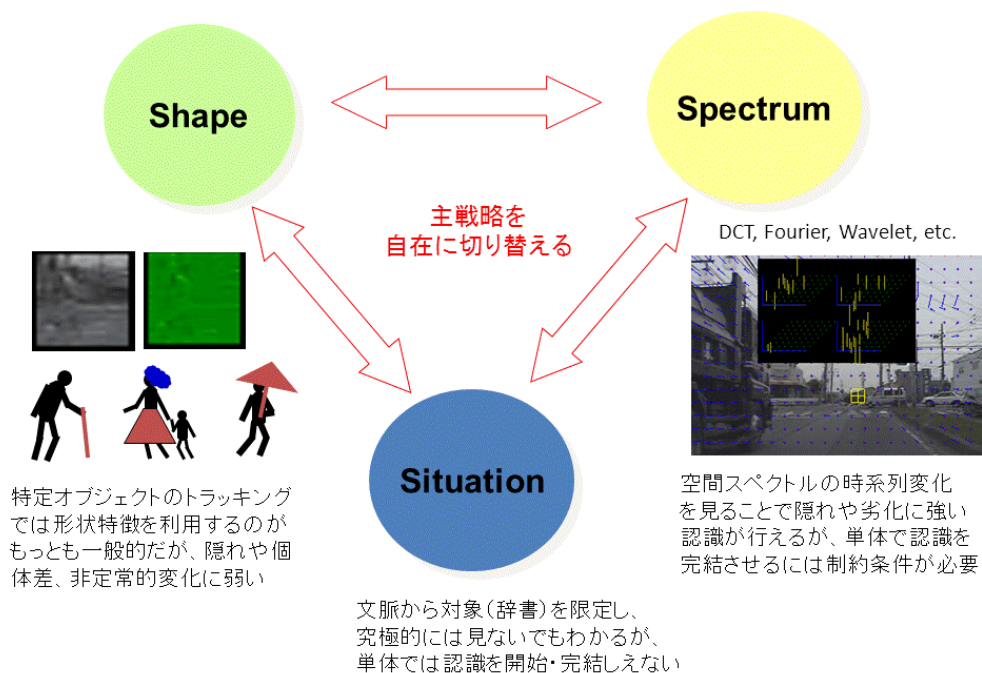 Shape
Spectrum
主戦略を
自在に切り替える
DCT, Fourier, Wavelet, etc.
Situation
特定オブジェクトのトラッキング
では形状特徴を利用するのが
もっとも一般的だが、隠れや個
体差、非定常的変化に弱い
空間スペクトルの時系列変化
を見ることで隠れや劣化に強い
認識が行えるが、単体で認識を
完結させるには制約条件が必要
文脈から対象(辞書)を限定し、
究極的には見ないでもわかるが、
単体では認識を開始・完結しえない